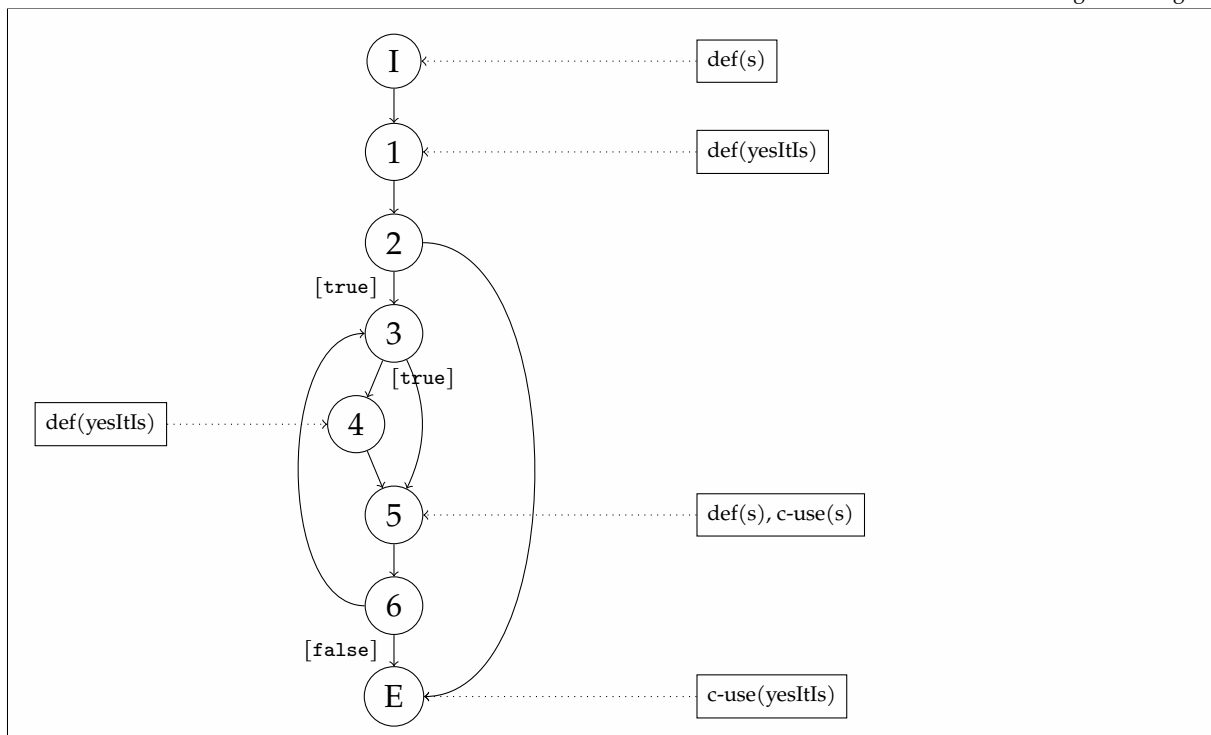 I
def(s)
1
def(yesItIs)
2
[true]
3
[true]
def(yesItIs)
4
5
def(s), c-use(s)
6
[false]
E
c-use(yesItIs)